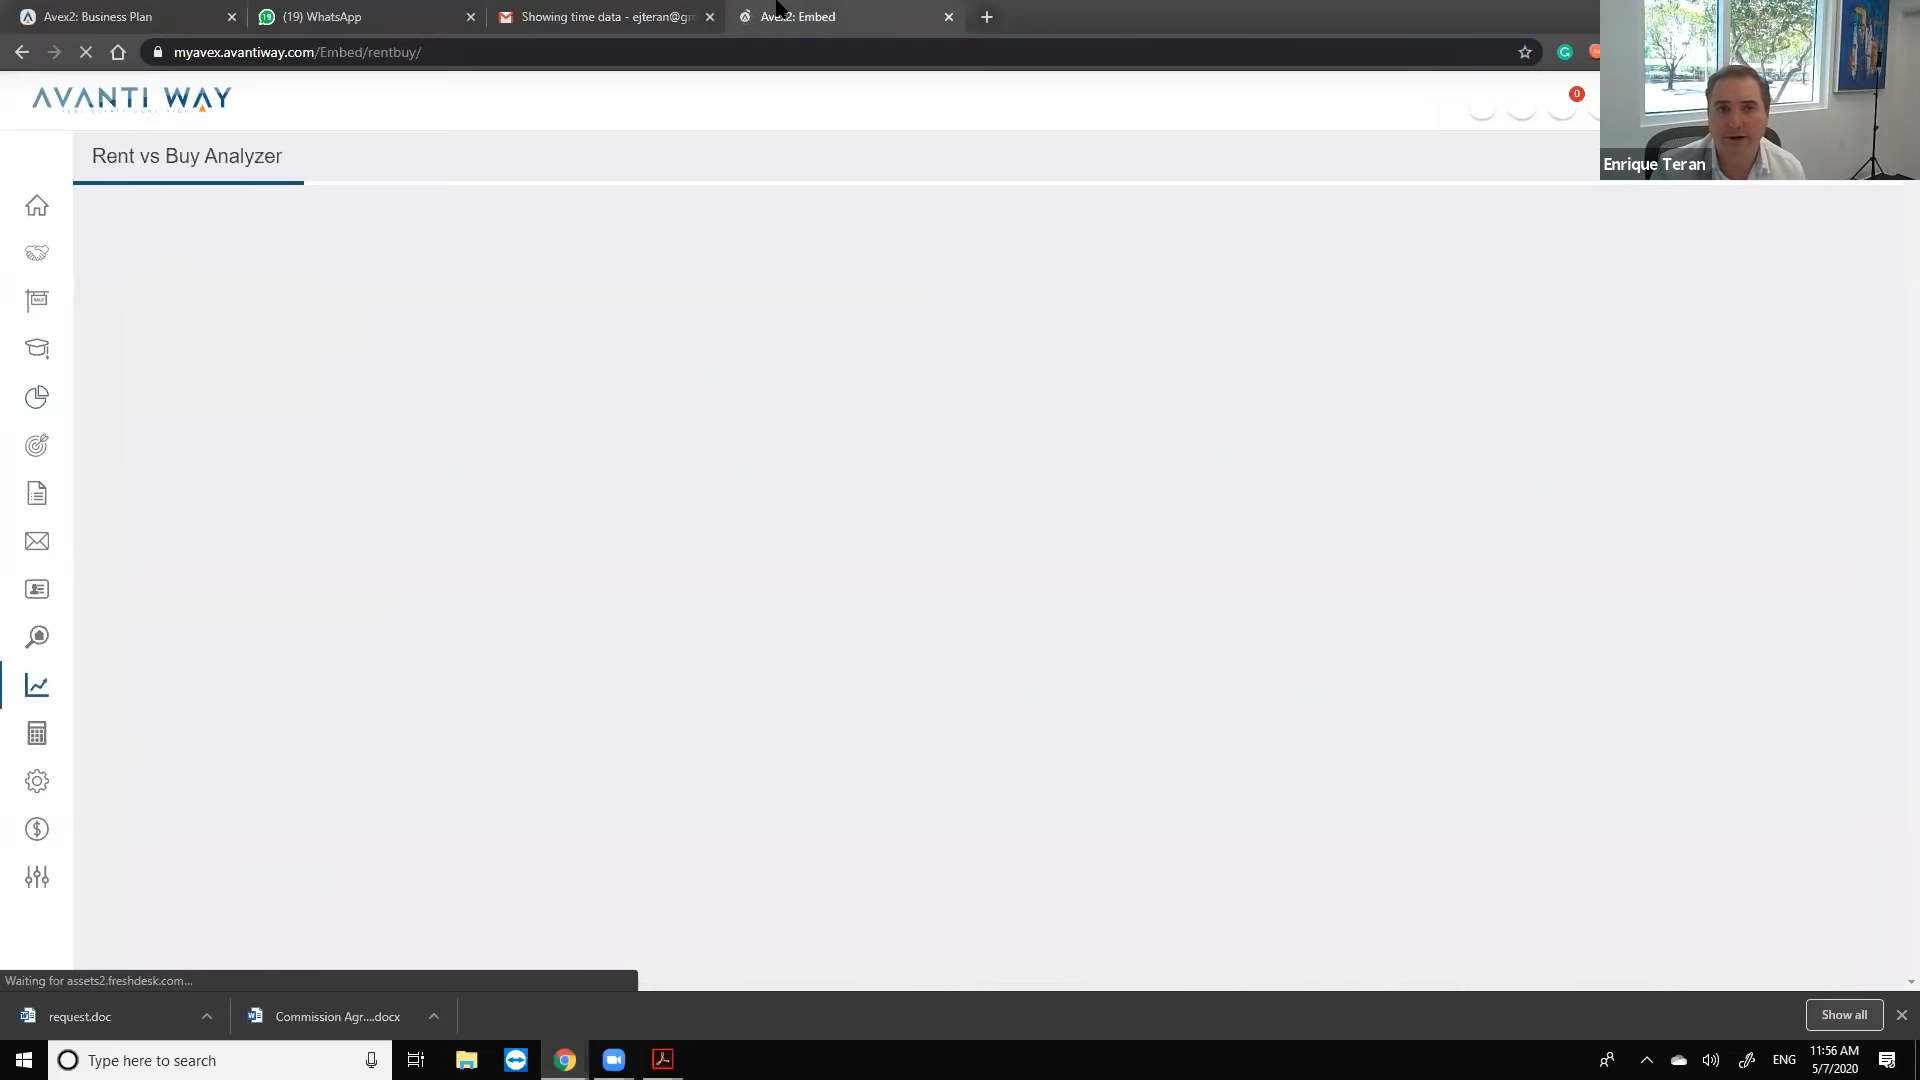 Avex2: Business Plan
(19) WhatsApp
Showing time data - ejteran@gm
Avex2: Embed
myavex.avantiway.com/Embed/rentbuy/
AVANTI WAY
0
Rent vs Buy Analyzer
Enrique Teran
SALE
Waiting for assets2.freshdesk.com...
request.doc
Commission Agr....docx
Show all
Type here to search
ENG
11:56 AM
5/7/2020